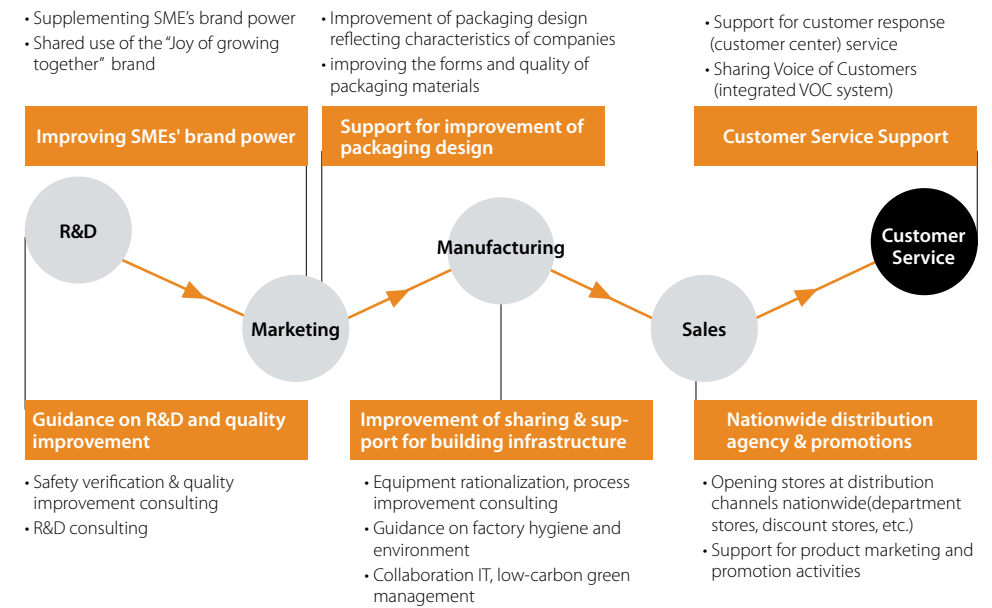 • Supplementing SME's brand power
• Shared use of the “Joy of growing
together” brand
• Improvement of packaging design
reflecting characteristics of companies
• improving the forms and quality of
packaging materials
• Support for customer response
(customer center) service
• Sharing Voice of Customers
(integrated VOC system)
Improving SMEs' brand power
Support for improvement of
packaging design
Customer Service Support
R&D
Marketing
Manufacturing
Sales
Customer
Service
Guidance on R&D and quality
improvement
Improvement of sharing & sup-
port for building infrastructure
Nationwide distribution
agency & promotions
• Safety verification & quality
improvement consulting
• R&D consulting
• Equipment rationalization, process
improvement consulting
• Guidance on factory hygiene and
environment
• Collaboration IT, low-carbon green
management
• Opening stores at distribution
channels nationwide(department
stores, discount stores, etc.)
• Support for product marketing and
promotion activities